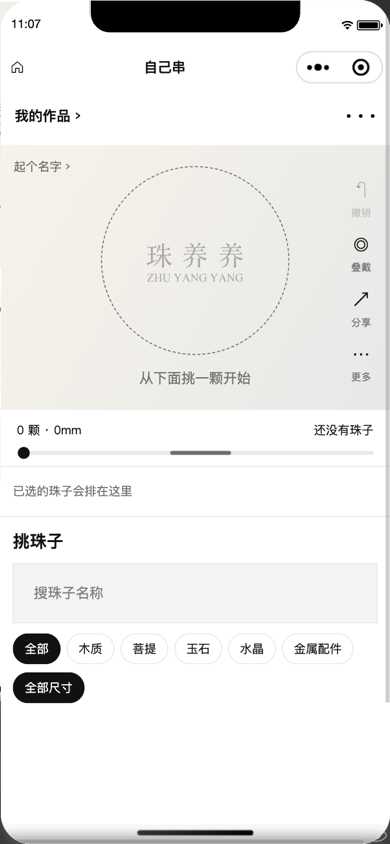 11:07
自己串
我的作品 >
起个名字 >
珠养养
ZHU YANG YANG
撤销
叠戴
分享
更多
从下面挑一颗开始
0 颗 · 0mm
还没有珠子
已选的珠子会排在这里
挑珠子
搜珠子名称
全部 木质 菩提 玉石 水晶 金属配件
全部尺寸